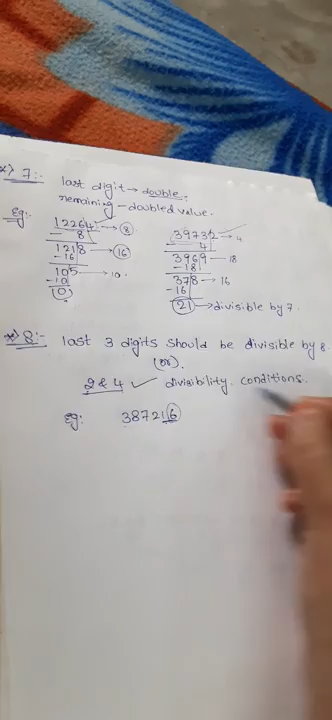 *) 7:-
last digit → double.
remaining - doubled value.
Eg:-
12264 → 8
- 8
1218 → 16
- 16
105 → 10
- 10
0
39732 → 4
4
3969 - 18
- 18
378 - 16
- 16
21 → divisible by 7.
*) 8:- last 3 digits should be divisible by 8.
(or).
2 & 4 ✓ divisibility conditions.
Eg: 387216